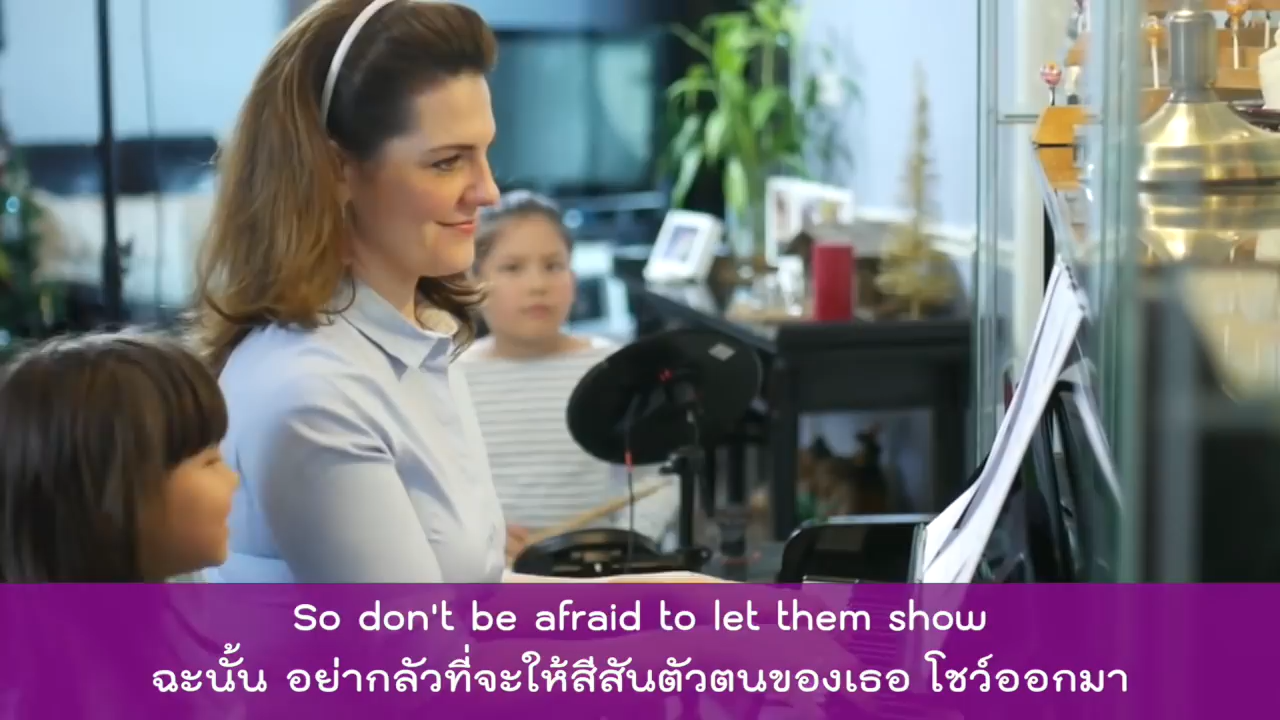 So don't be afraid to let them show
ฉะนั้น อย่ากลัวที่จะให้สีสันตัวตนของเธอ โชว์ออกมา